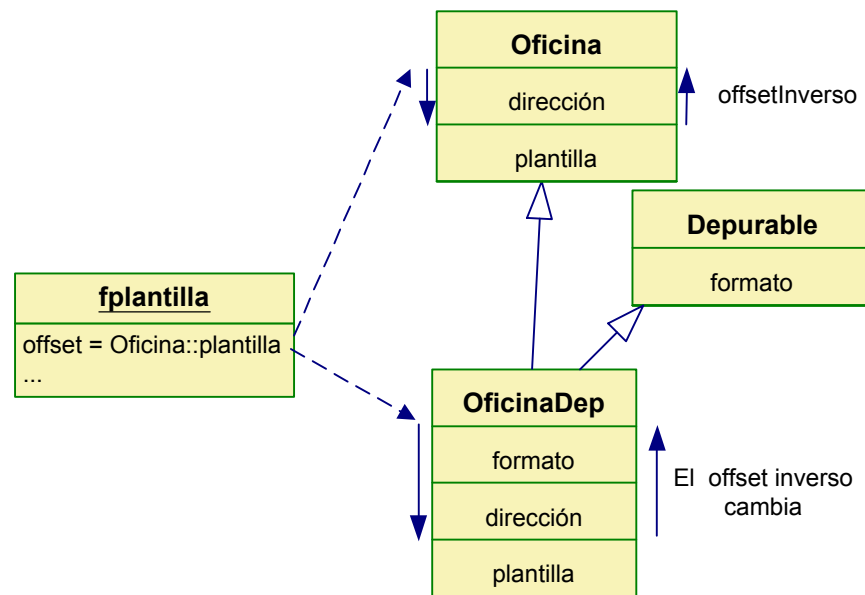 Oficina
dirección
plantilla
offsetInverso
Depurable
formato
fplantilla
offset = Oficina::plantilla
...
OficinaDep
formato
dirección
plantilla
El offset inverso
cambia